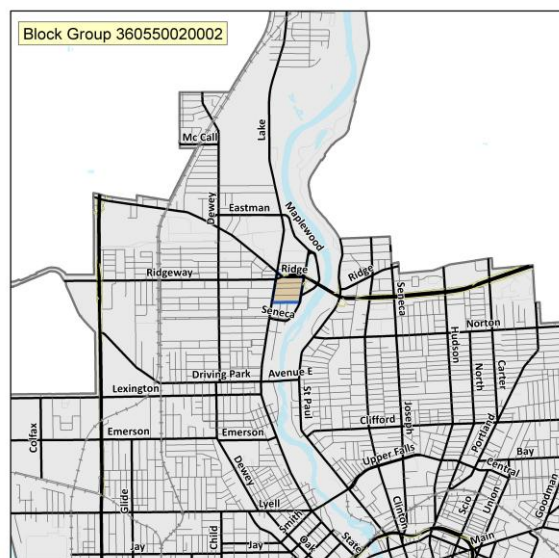 Block Group 360550020002
Mc Call
Lake
Dewey
Eastman
Maplewood
Ridgeway
Ridge
Ridge
Seneca
Seneca
Norton
Hudson
North
Carter
Driving Park
Avenue E
Lexington
St Paul
Joseph
Clifford
Portland
Colfax
Emerson
Emerson
Upper Falls
Bay
Central
Dewey
Glide
Lyell
Clinton
Scio
Union
Goodman
Smith
Child
Jay
Jay
Oak
State
Main